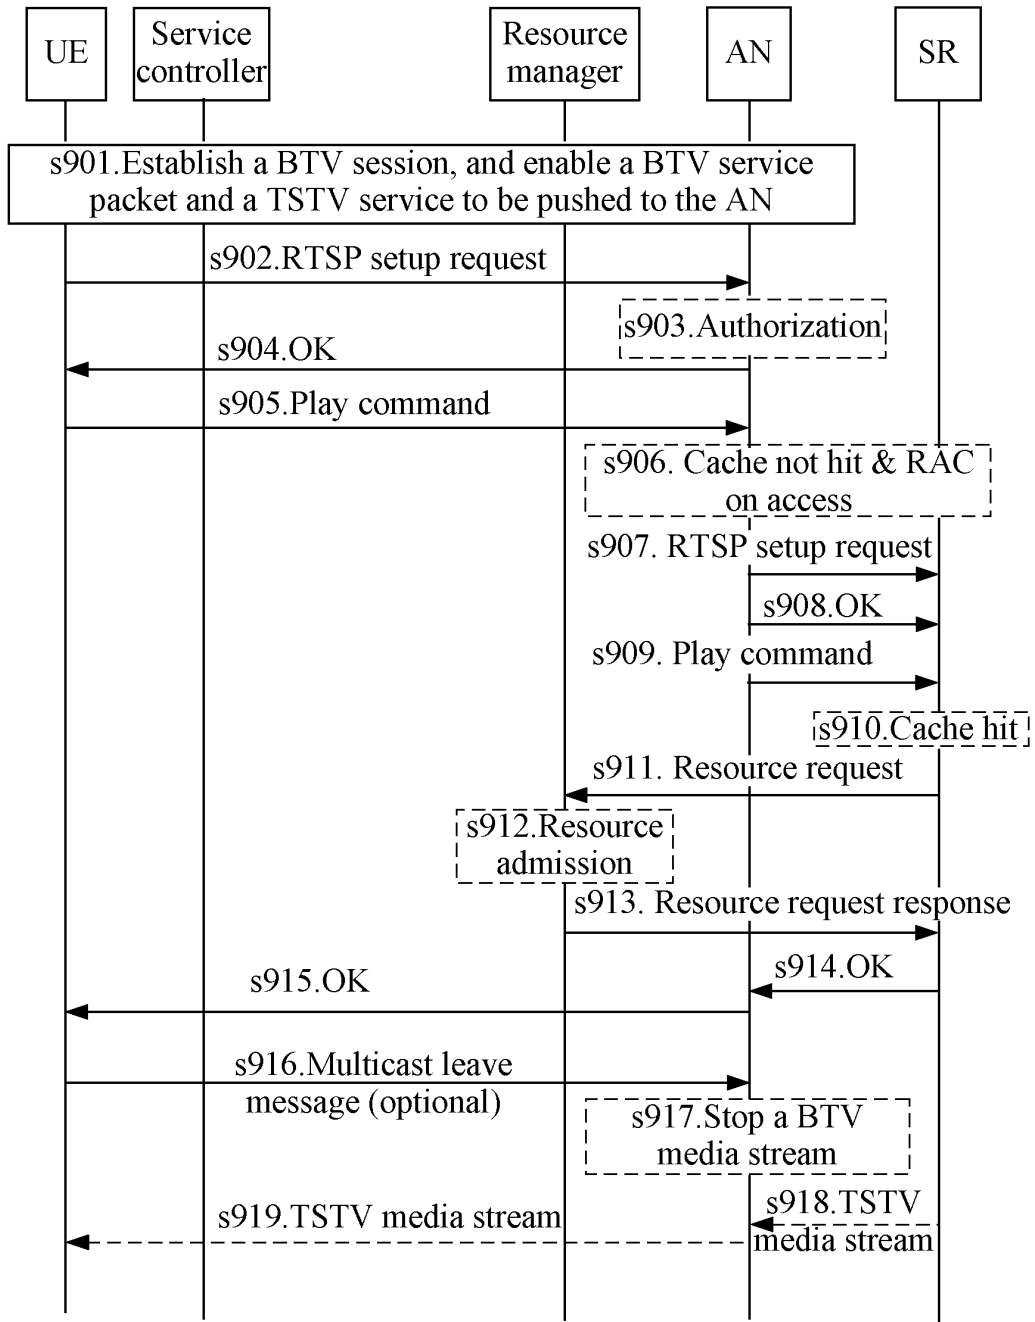 UE
Service
controller
Resource
manager
AN
SR
s901.Establish a BTV session, and enable a BTV service
packet and a TSTV service to be pushed to the AN
s902.RTSP setup request
s903.Authorization
s904.OK
s905.Play command
s906. Cache not hit & RAC
on access
s907. RTSP setup request
s908.OK
s909. Play command
s910.Cache hit
s911. Resource request
s912.Resource
admission
s913. Resource request response
s914.OK
s915.OK
s916.Multicast leave
message (optional)
s917.Stop a BTV
media stream
s918.TSTV
media stream
s919.TSTV media stream